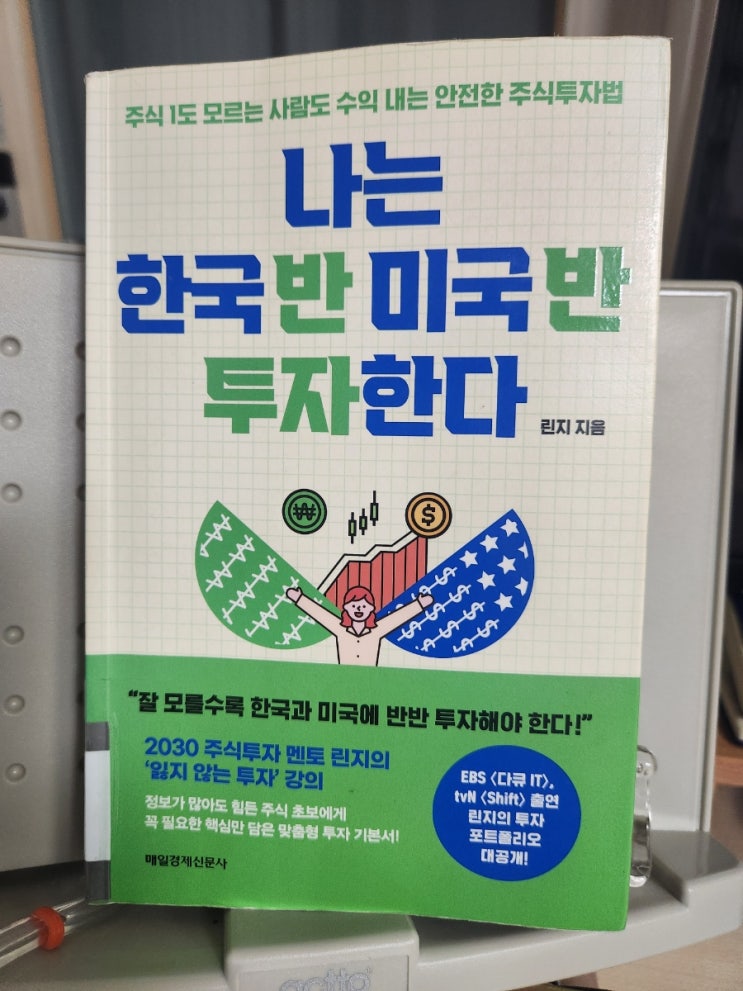 주식 1도 모르는 사람도 수익 내는 안전한 주식투자법
나는
한국 반 미국 반
투자한다
린지 지음
₩
$
"잘 모를수록 한국과 미국에 반반 투자해야 한다!"
2030 주식투자 멘토 린지의
'잃지 않는 투자' 강의
정보가 많아도 힘든 주식 초보에게
꼭 필요한 핵심만 담은 맞춤형 투자 기본서!
매일경제신문사
EBS 〈다큐 IT〉,
tvN 〈Shift〉 출연
린지의 투자
포트폴리오
대공개!